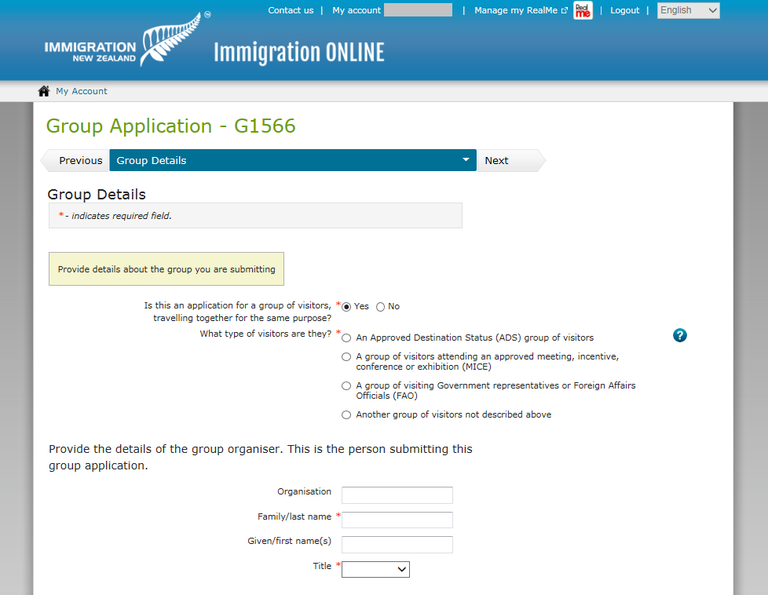 Contact us | My account | Manage my RealMe Real me | Logout | English
IMMIGRATION
NEW ZEALAND
®
Immigration ONLINE
My Account
Group Application - G1566
Previous Group Details Next
Group Details
* - indicates required field.
Provide details about the group you are submitting
Is this an application for a group of visitors, * Yes No
travelling together for the same purpose?
What type of visitors are they? * An Approved Destination Status (ADS) group of visitors ?
A group of visitors attending an approved meeting, incentive,
conference or exhibition (MICE)
A group of visiting Government representatives or Foreign Affairs
Officials (FAO)
Another group of visitors not described above
Provide the details of the group organiser. This is the person submitting this
group application.
Organisation
Family/last name *
Given/first name(s)
Title *